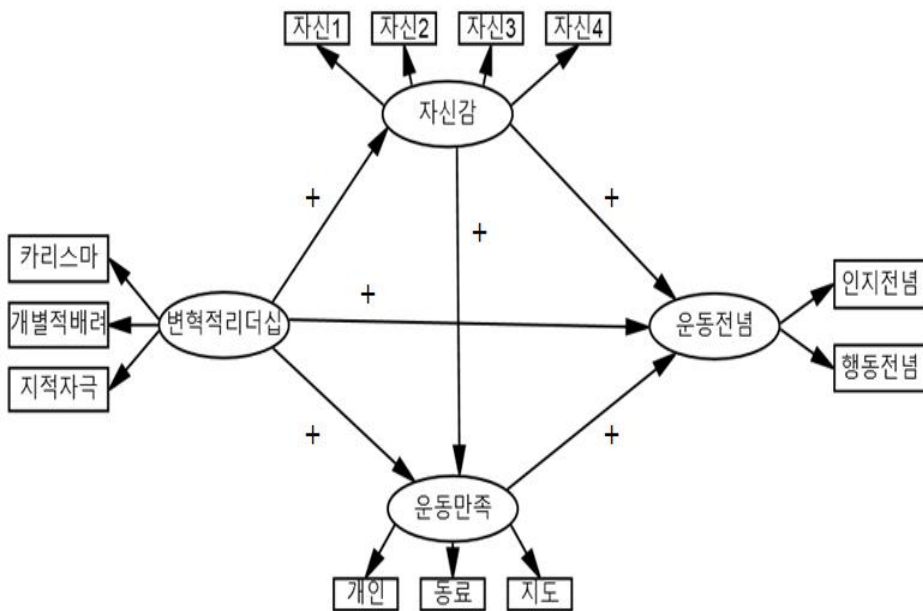 자신1
자신2
자신3
자신4
자신감
+
+
+
카리스마
+
개별적배려
변혁적리더십
지적자극
인지전념
운동전념
행동전념
+
+
운동만족
개인
동료
지도